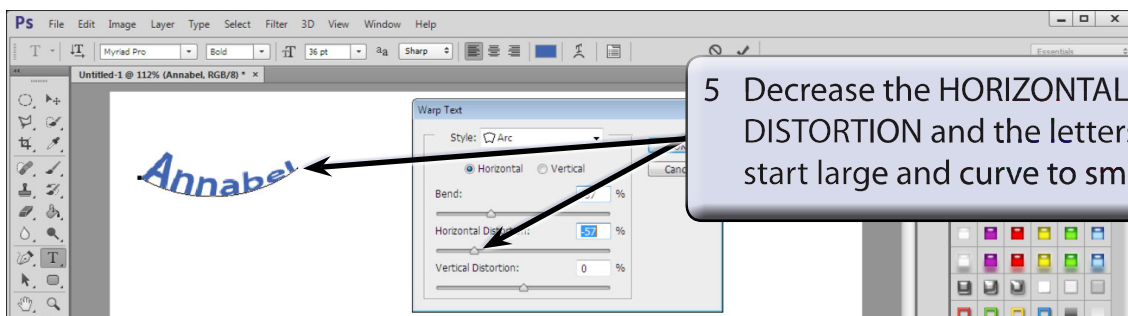 Ps File Edit Image Layer Type Select Filter 3D View Window Help
T Myriad Pro Bold 36 pt aa Sharp
Essentials
Untitled-1 @ 112% (Annabel, RGB/8) * ×
Warp Text
Style: Arc
Horizontal Vertical
Bend: %
Horizontal Distortion: -57 %
Vertical Distortion: 0 %
Annabel
5 Decrease the HORIZONTAL
DISTORTION and the letters
start large and curve to sm